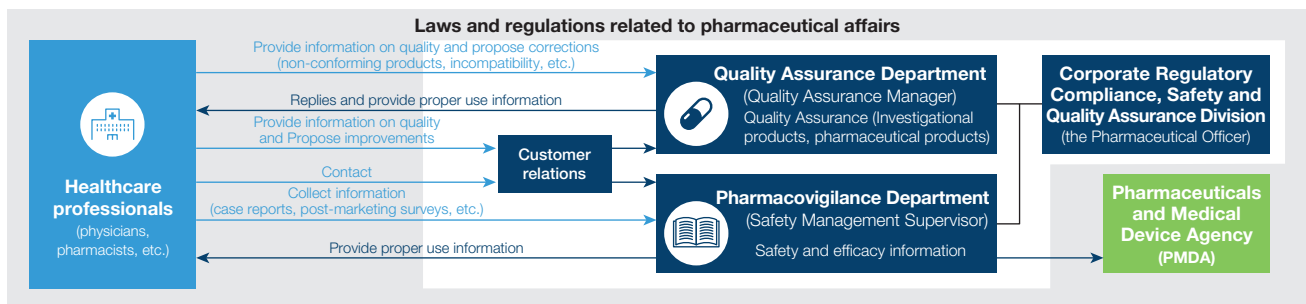 Laws and regulations related to pharmaceutical affairs
Healthcare
professionals
(physicians,
pharmacists, etc.)
Provide information on quality and propose corrections
(non-conforming products, incompatibility, etc.)
Replies and provide proper use information
Provide information on quality
and Propose improvements
Contact
Collect information
(case reports, post-marketing surveys, etc.)
Provide proper use information
Customer
relations
Quality Assurance Department
(Quality Assurance Manager)
Quality Assurance (Investigational
products, pharmaceutical products)
Pharmacovigilance Department
(Safety Management Supervisor)
Safety and efficacy information
Corporate Regulatory
Compliance, Safety and
Quality Assurance Division
(the Pharmaceutical Officer)
Pharmaceuticals
and Medical
Device Agency
(PMDA)